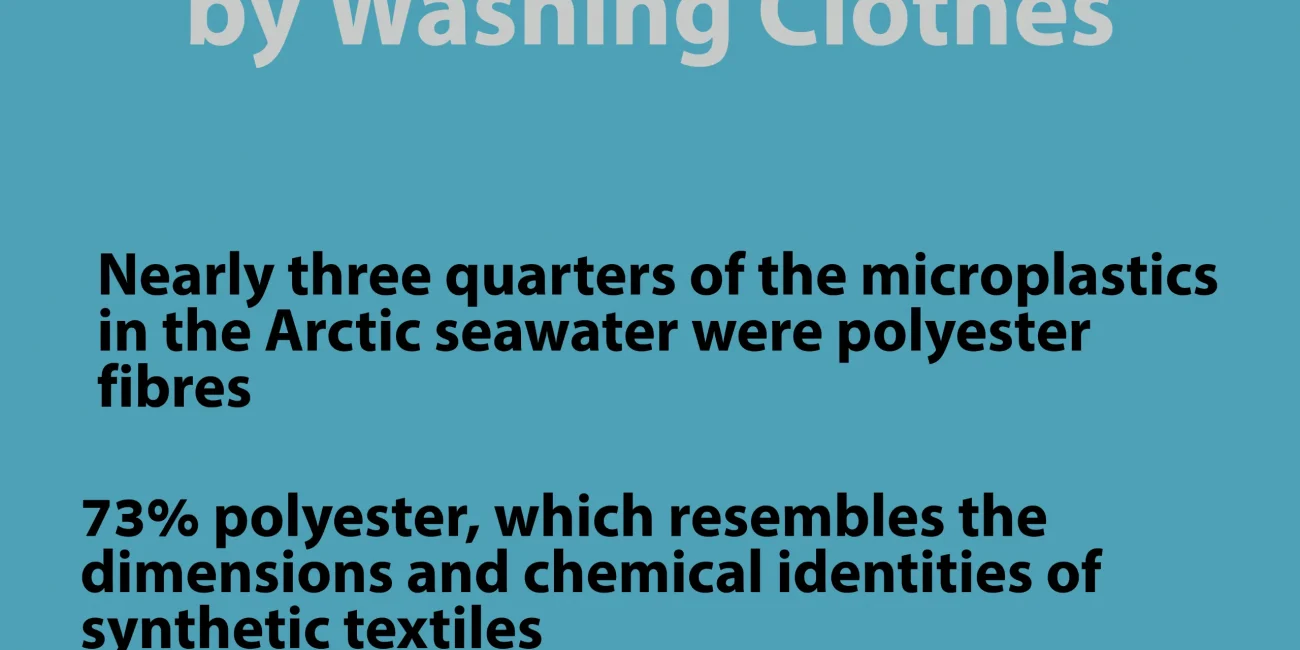 by Washing Clothes
Nearly three quarters of the microplastics
in the Arctic seawater were polyester
fibres
73% polyester, which resembles the
dimensions and chemical identities of
synthetic textiles